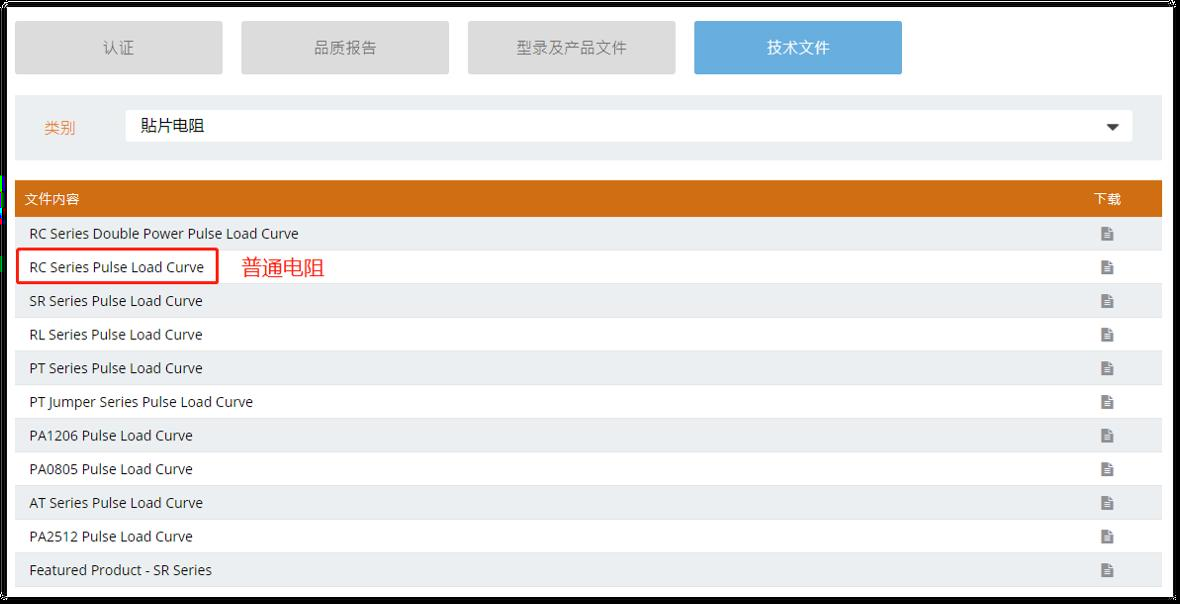 认证 品质报告 型录及产品文件 技术文件
类别 貼片电阻
文件内容 下载
RC Series Double Power Pulse Load Curve
RC Series Pulse Load Curve 普通电阻
SR Series Pulse Load Curve
RL Series Pulse Load Curve
PT Series Pulse Load Curve
PT Jumper Series Pulse Load Curve
PA1206 Pulse Load Curve
PA0805 Pulse Load Curve
AT Series Pulse Load Curve
PA2512 Pulse Load Curve
Featured Product - SR Series